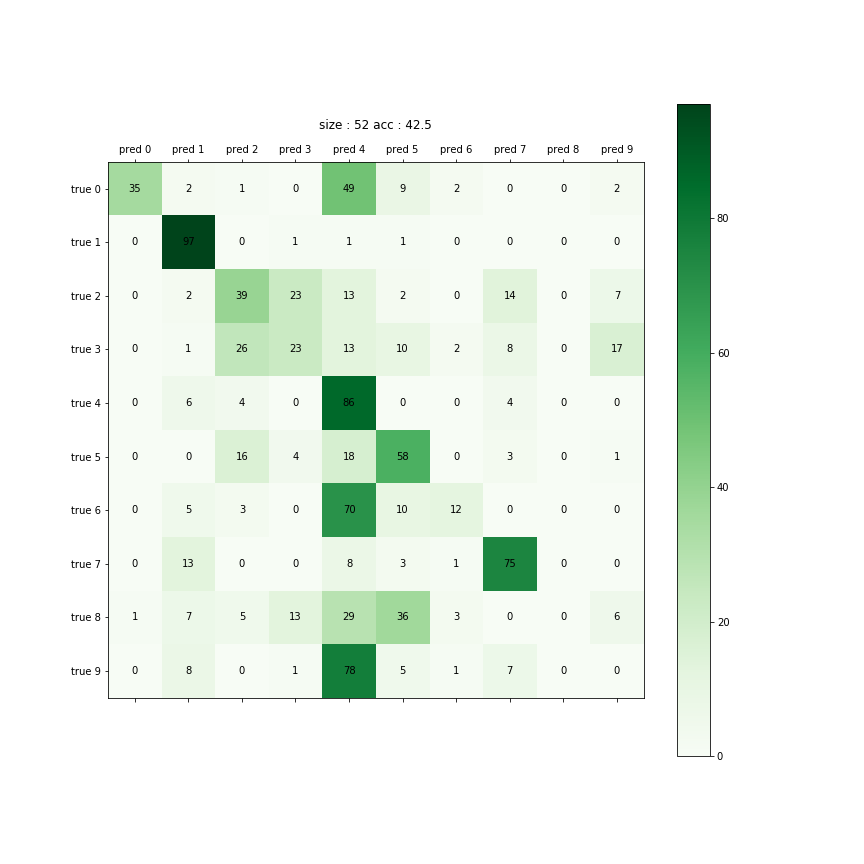 size : 52 acc : 42.5
pred 0 pred 1 pred 2 pred 3 pred 4 pred 5 pred 6 pred 7 pred 8 pred 9
true 0 35 2 1 0 49 9 2 0 0 2
true 1 0 97 0 1 1 1 0 0 0 0
true 2 0 2 39 23 13 2 0 14 0 7
true 3 0 1 26 23 13 10 2 8 0 17
true 4 0 6 4 0 86 0 0 4 0 0
true 5 0 0 16 4 18 58 0 3 0 1
true 6 0 5 3 0 70 10 12 0 0 0
true 7 0 13 0 0 8 3 1 75 0 0
true 8 1 7 5 13 29 36 3 0 0 6
true 9 0 8 0 1 78 5 1 7 0 0
80
60
40
20
0